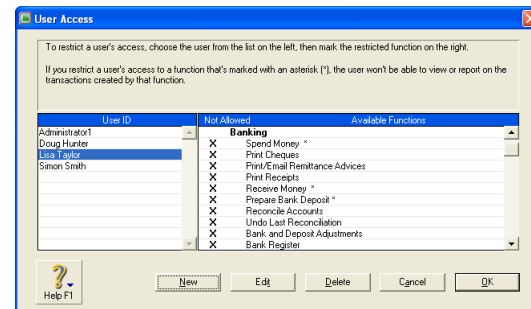 User Access
To restrict a user's access, choose the user from the list on the left, then mark the restricted function on the right.
If you restrict a user's access to a function that's marked with an asterisk (*), the user won't be able to view or report on the
transactions created by that function.
User ID
Not Allowed Available Functions
Administrator1
Doug Hunter
Lisa Taylor
Simon Smith
Banking
X Spend Money *
X Print Cheques
X Print/Email Remittance Advices
X Print Receipts
X Receive Money *
X Prepare Bank Deposit *
X Reconcile Accounts
X Undo Last Reconciliation
X Bank and Deposit Adjustments
X Bank Register
Help F1
New
Edit
Delete
Cancel
OK